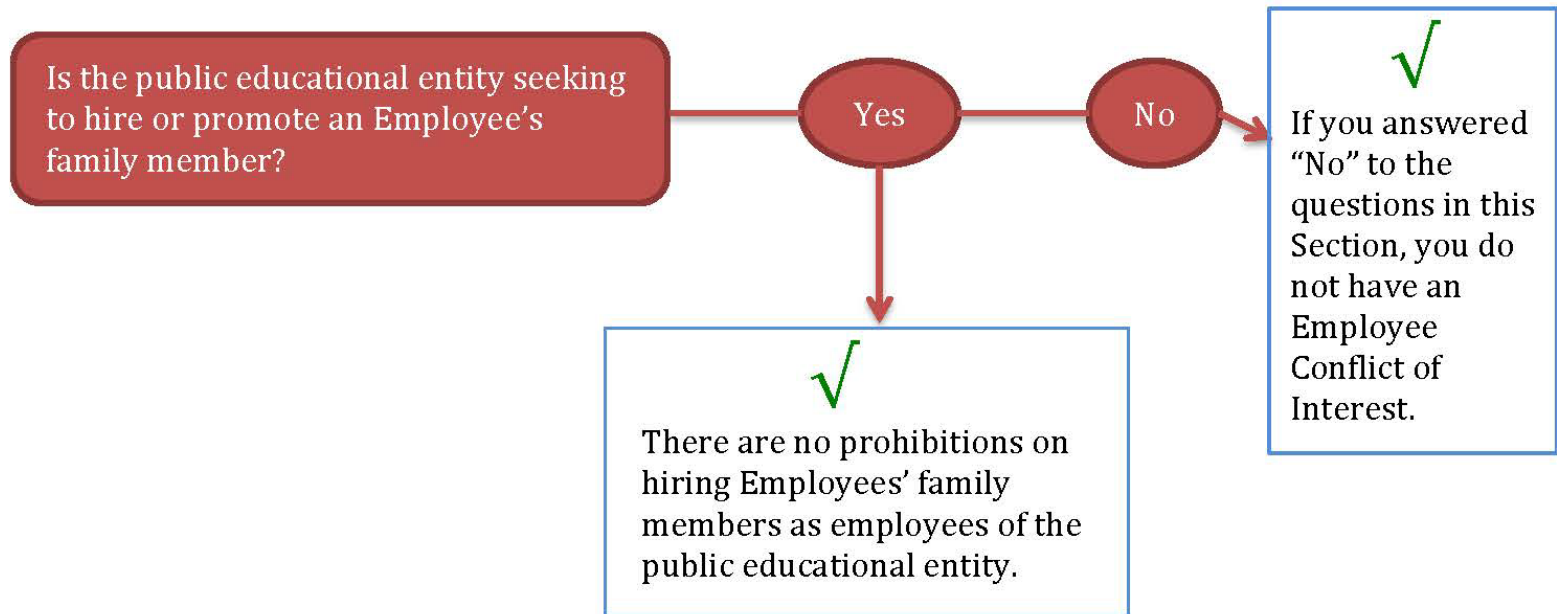 Is the public educational entity seeking
to hire or promote an Employee’s
family member?
Yes
No
√
If you answered
“No” to the
questions in this
Section, you do
not have an
Employee
Conflict of
Interest.
√
There are no prohibitions on
hiring Employees’ family
members as employees of the
public educational entity.